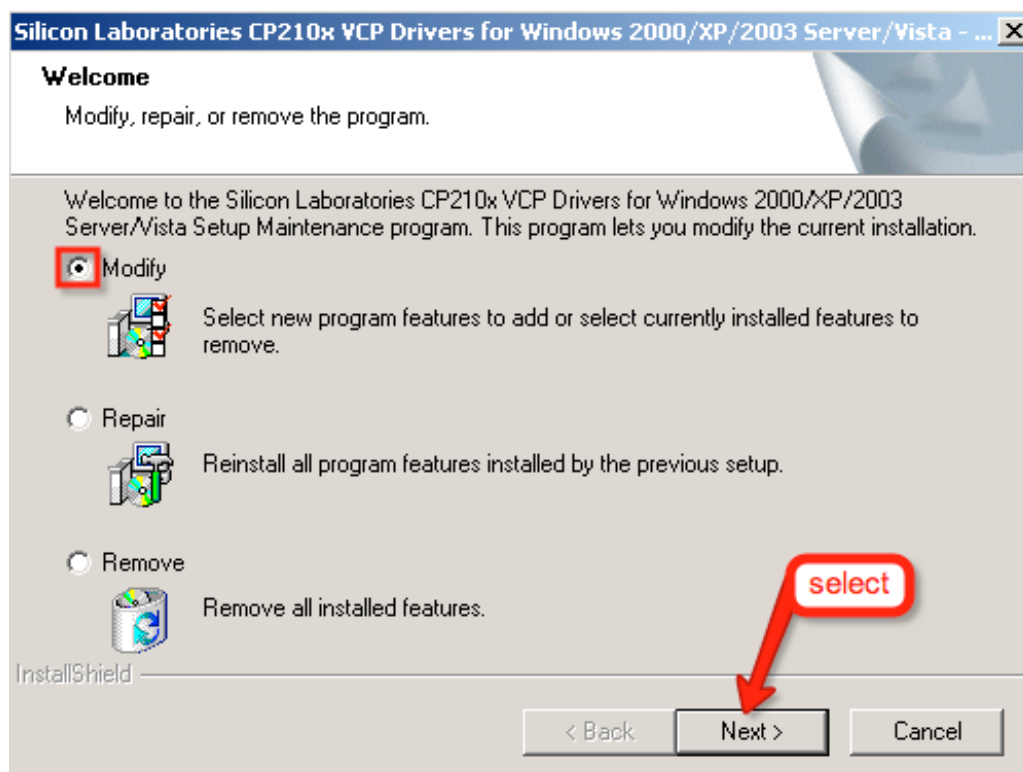 Silicon Laboratories CP210x VCP Drivers for Windows 2000/XP/2003 Server/Vista - ...
Welcome
Modify, repair, or remove the program.
Welcome to the Silicon Laboratories CP210x VCP Drivers for Windows 2000/XP/2003
Server/Vista Setup Maintenance program. This program lets you modify the current installation.
Modify
Select new program features to add or select currently installed features to
remove.
Repair
Reinstall all program features installed by the previous setup.
Remove
Remove all installed features.
select
InstallShield
< Back
Next >
Cancel